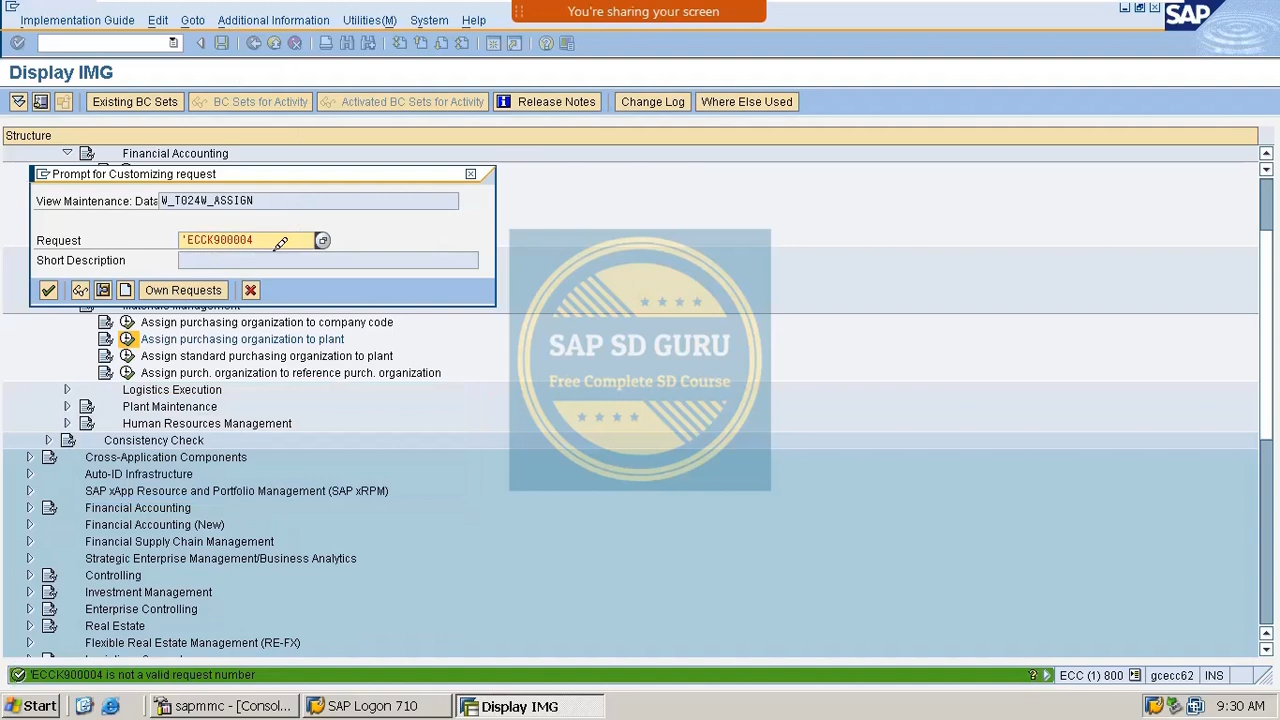 You're sharing your screen
Implementation Guide Edit Goto Additional Information Utilities(M) System Help
SAP
Display IMG
Existing BC Sets BC Sets for Activity Activated BC Sets for Activity Release Notes Change Log Where Else Used
Structure
Financial Accounting
Prompt for Customizing request
View Maintenance: Data W_T024W_ASSIGN
Request 'ECCK900004
Short Description
Own Requests
Materials Management
Assign purchasing organization to company code
Assign purchasing organization to plant
Assign standard purchasing organization to plant
Assign purch. organization to reference purch. organization
Logistics Execution
Plant Maintenance
Human Resources Management
Consistency Check
Cross-Application Components
Auto-ID Infrastructure
SAP xApp Resource and Portfolio Management (SAP xRPM)
Financial Accounting
Financial Accounting (New)
Financial Supply Chain Management
Strategic Enterprise Management/Business Analytics
Controlling
Investment Management
Enterprise Controlling
Real Estate
Flexible Real Estate Management (RE-FX)
SAP SD GURU
Free Complete SD Course
'ECCK900004 is not a valid request number
ECC (1) 800 gcecc62 INS
Start sapmmc - [Consol... SAP Logon 710 Display IMG 9:30 AM